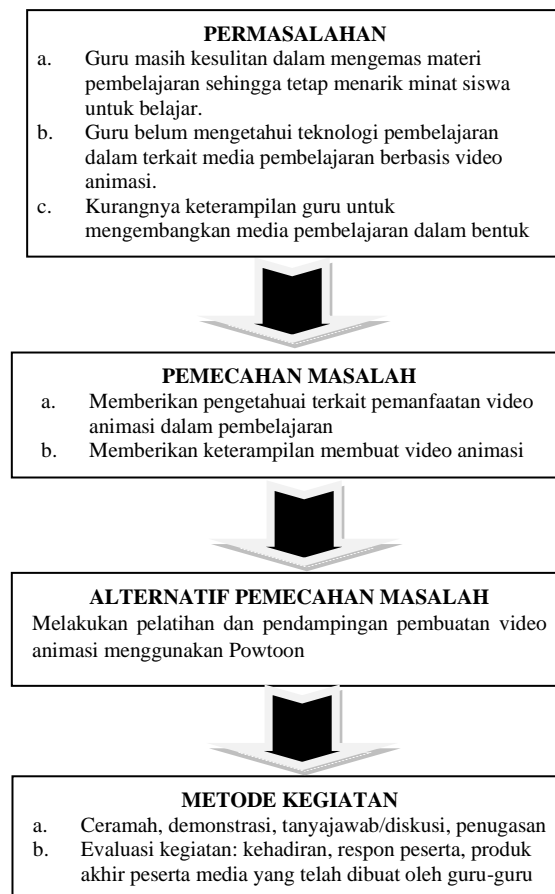 PERMASALAHAN
a. Guru masih kesulitan dalam mengemas materi
pembelajaran sehingga tetap menarik minat siswa
untuk belajar.
b. Guru belum mengetahui teknologi pembelajaran
dalam terkait media pembelajaran berbasis video
animasi.
c. Kurangnya keterampilan guru untuk
mengembangkan media pembelajaran dalam bentuk
PEMECAHAN MASALAH
a. Memberikan pengetahuai terkait pemanfaatan video
animasi dalam pembelajaran
b. Memberikan keterampilan membuat video animasi
ALTERNATIF PEMECAHAN MASALAH
Melakukan pelatihan dan pendampingan pembuatan video
animasi menggunakan Powtoon
METODE KEGIATAN
a. Ceramah, demonstrasi, tanyajawab/diskusi, penugasan
b. Evaluasi kegiatan: kehadiran, respon peserta, produk
akhir peserta media yang telah dibuat oleh guru-guru